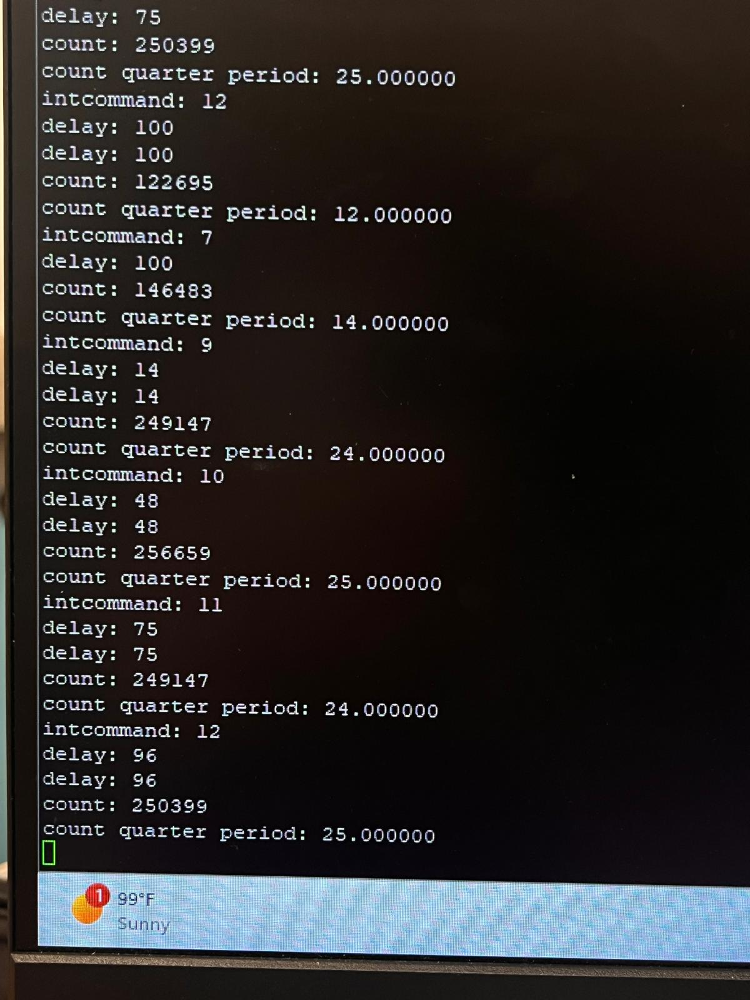 delay: 75
count: 250399
count quarter period: 25.000000
intcommand: 12
delay: 100
delay: 100
count: 122695
count quarter period: 12.000000
intcommand: 7
delay: 100
count: 146483
count quarter period: 14.000000
intcommand: 9
delay: 14
delay: 14
count: 249147
count quarter period: 24.000000
intcommand: 10
delay: 48
delay: 48
count: 256659
count quarter period: 25.000000
intcommand: 11
delay: 75
delay: 75
count: 249147
count quarter period: 24.000000
intcommand: 12
delay: 96
delay: 96
count: 250399
count quarter period: 25.000000
1
99°F
Sunny